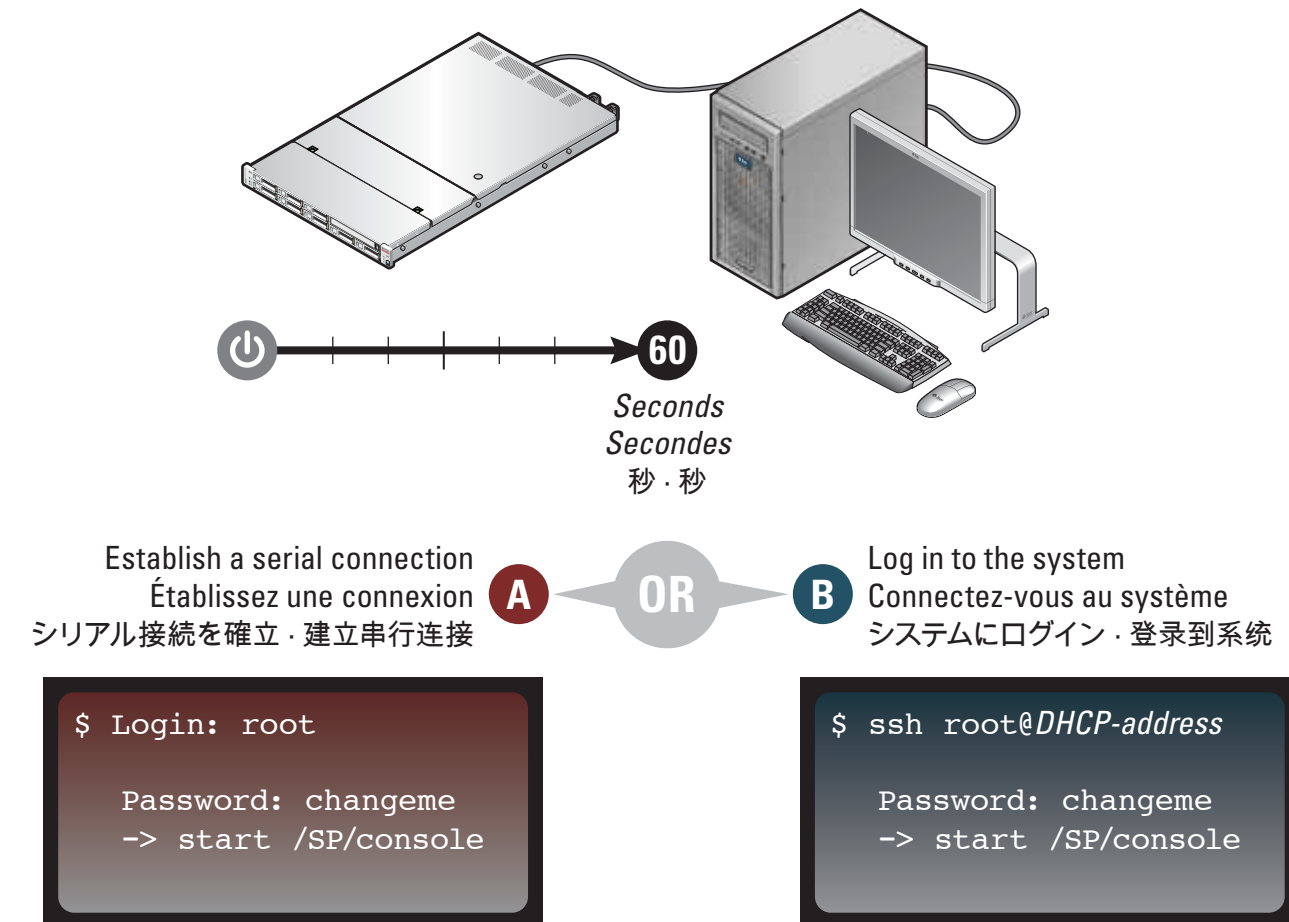 60
Seconds
Secondes
秒 · 秒
Establish a serial connection
Établissez une connexion
シリアル接続を確立 · 建立串行连接
A
OR
B
Log in to the system
Connectez-vous au système
システムにログイン · 登录到系统
$ Login: root
Password: changeme
-> start /SP/console
$ ssh root@DHCP-address
Password: changeme
-> start /SP/console